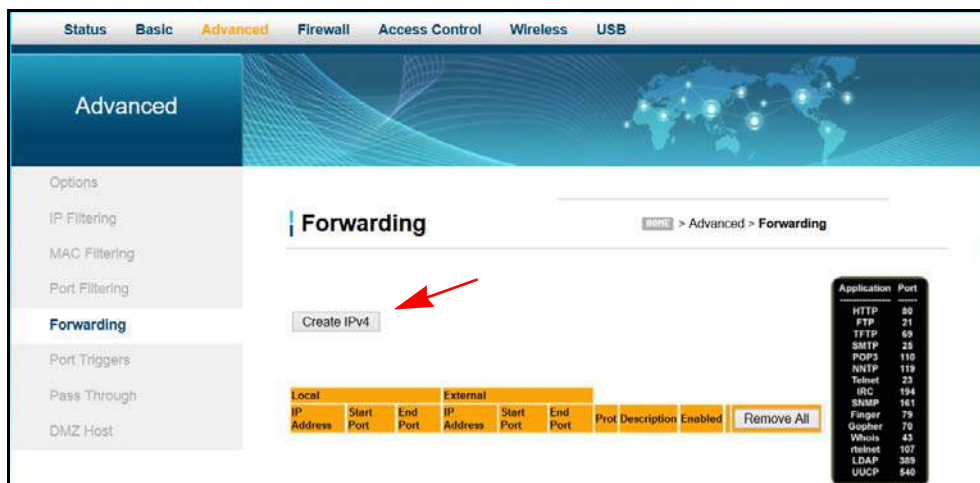 Status Basic Advanced Firewall Access Control Wireless USB
Advanced
Options
IP Filtering
MAC Filtering
Port Filtering
Forwarding
Port Triggers
Pass Through
DMZ Host
Forwarding
HOME > Advanced > Forwarding
Create IPv4
Local External
IP Address Start Port End Port IP Address Start Port End Port Prot Description Enabled Remove All
Application Port
HTTP 80
FTP 21
TFTP 69
SMTP 25
POP3 110
NNTP 119
Telnet 23
IRC 194
SNMP 161
Finger 79
Gopher 70
Whois 43
rtelnet 107
LDAP 389
UUCP 540